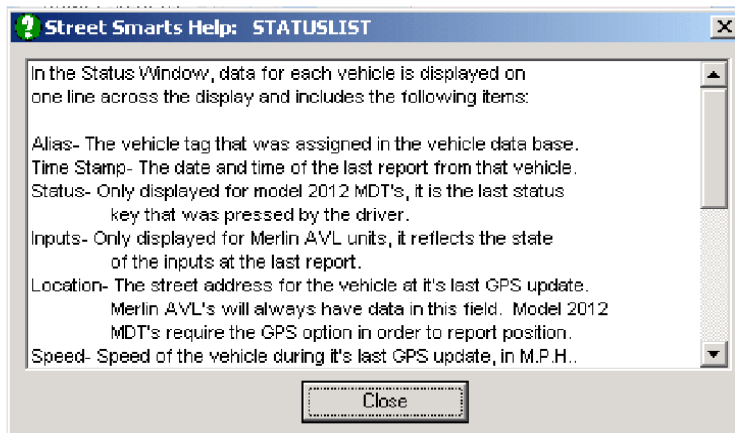 Street Smarts Help: STATUSLIST
In the Status Window, data for each vehicle is displayed on
one line across the display and includes the following items:
Alias- The vehicle tag that was assigned in the vehicle data base.
Time Stamp- The date and time of the last report from that vehicle.
Status- Only displayed for model 2012 MDT's, it is the last status
key that was pressed by the driver.
Inputs- Only displayed for Merlin AVL units, it reflects the state
of the inputs at the last report.
Location- The street address for the vehicle at it's last GPS update.
Merlin AVL's will always have data in this field. Model 2012
MDT's require the GPS option in order to report position.
Speed- Speed of the vehicle during it's last GPS update, in M.P.H..
Close